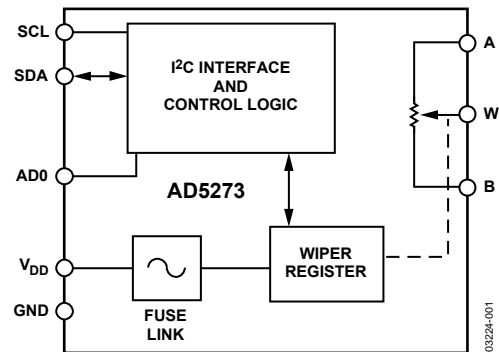 SCL
SDA
AD0
V_DD
GND
I²C INTERFACE
AND
CONTROL LOGIC
AD5273
FUSE
LINK
WIPER
REGISTER
A
W
B
03224-001